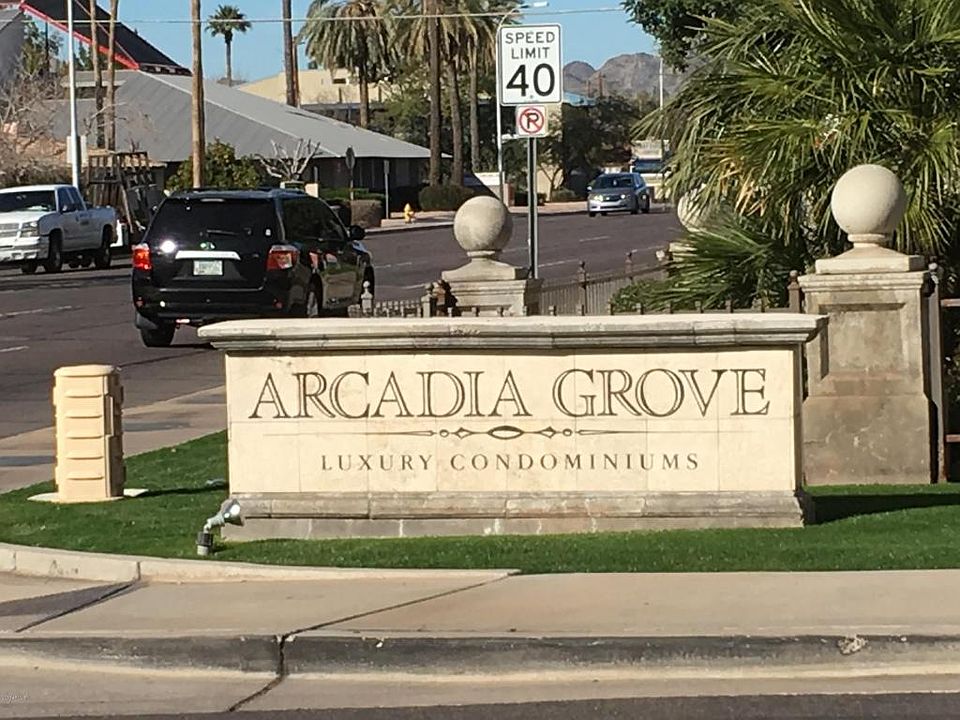 SPEED
LIMIT
40
P
ARCADIA GROVE
LUXURY CONDOMINIUMS